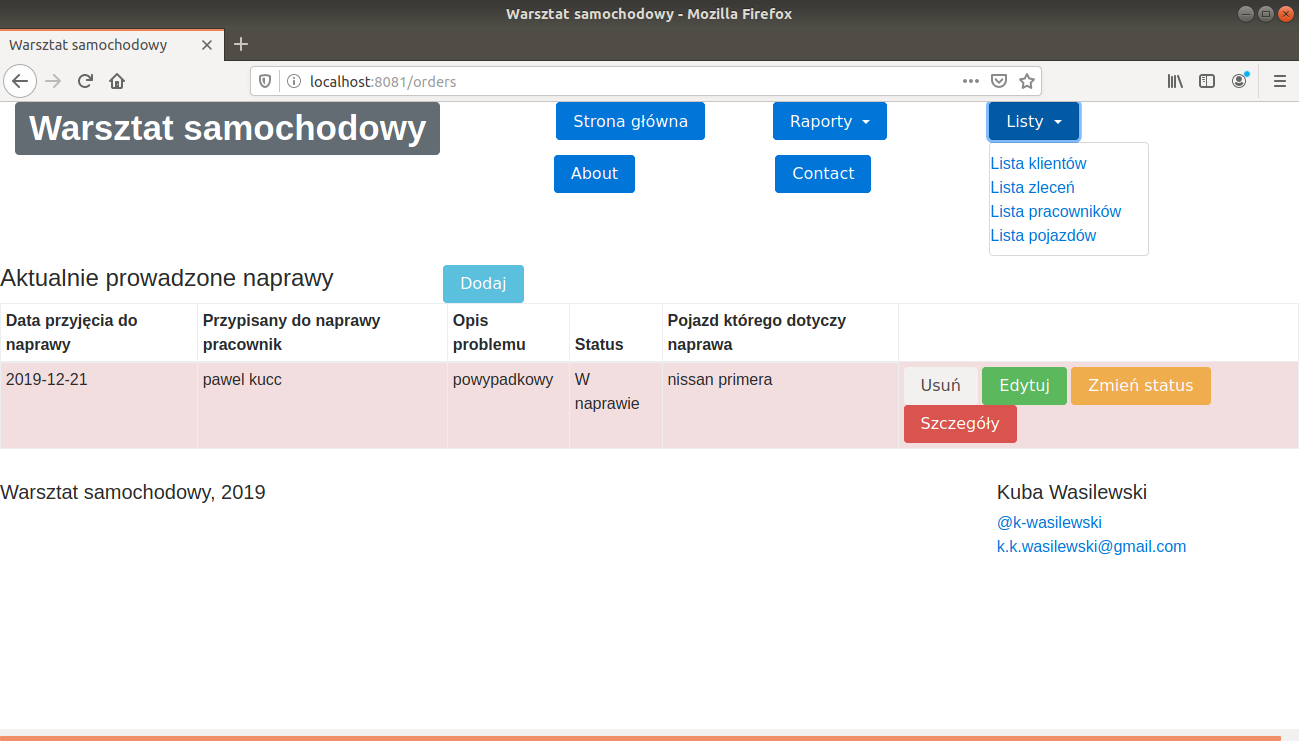 Warsztat samochodowy - Mozilla Firefox
Warsztat samochodowy
localhost:8081/orders
Warsztat samochodowy
Strona główna
Raporty
Listy
About
Contact
Lista klientów
Lista zleceń
Lista pracowników
Lista pojazdów
Aktualnie prowadzone naprawy
Dodaj
Data przyjęcia do
naprawy
Przypisany do naprawy
pracownik
Opis
problemu
Status
Pojazd którego dotyczy
naprawa
2019-12-21
pawel kucc
powypadkowy
W
naprawie
nissan primera
Usuń
Edytuj
Zmień status
Szczegóły
Warsztat samochodowy, 2019
Kuba Wasilewski
@k-wasilewski
k.k.wasilewski@gmail.com